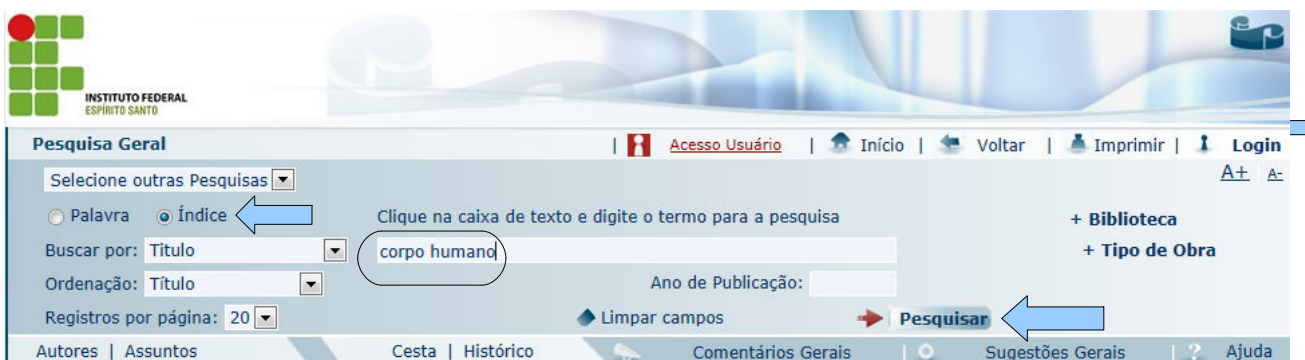 INSTITUTO FEDERAL
ESPÍRITO SANTO
Pesquisa Geral | Acesso Usuário | Início | Voltar | Imprimir | Login
Selecione outras Pesquisas A+ A-
Palavra Índice Clique na caixa de texto e digite o termo para a pesquisa + Biblioteca
Buscar por: Titulo corpo humano + Tipo de Obra
Ordenação: Título Ano de Publicação:
Registros por página: 20 Limpar campos Pesquisar
Autores | Assuntos Cesta | Histórico Comentários Gerais | Sugestões Gerais | Ajuda